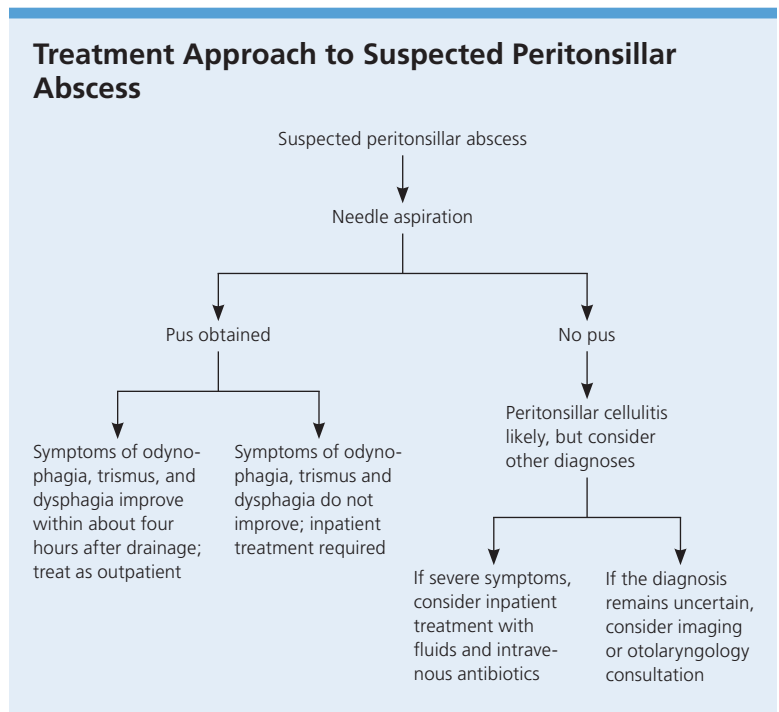 Treatment Approach to Suspected Peritonsillar
Abscess
Suspected peritonsillar abscess
Needle aspiration
Pus obtained
No pus
Symptoms of odyno-
phagia, trismus, and
dysphagia improve
within about four
hours after drainage;
treat as outpatient
Symptoms of odyno-
phagia, trismus and
dysphagia do not
improve; inpatient
treatment required
Peritonsillar cellulitis
likely, but consider
other diagnoses
If severe symptoms,
consider inpatient
treatment with
fluids and intrave-
nous antibiotics
If the diagnosis
remains uncertain,
consider imaging
or otolaryngology
consultation